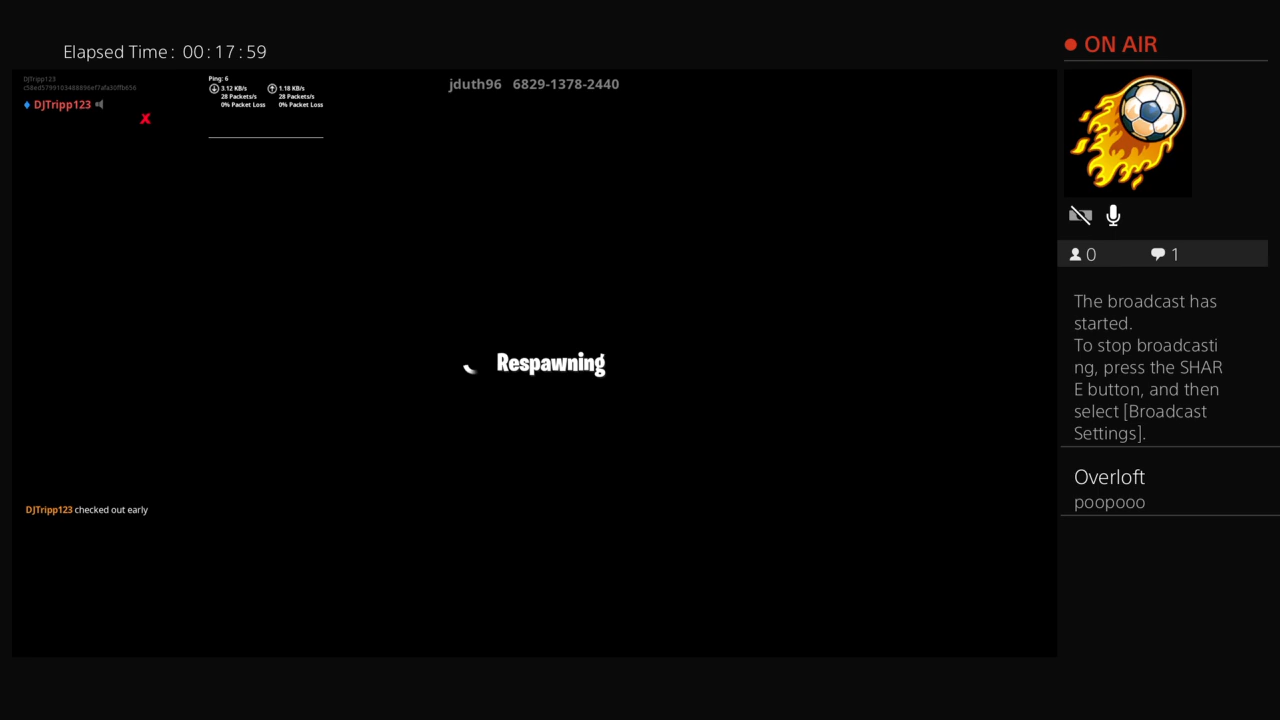 Elapsed Time: 00:17:59
ON AIR
DJTripp123
c58ed5799103488896ef7afa30ffb656
Ping: 6
3.12 KB/s 1.18 KB/s
28 Packets/s 28 Packets/s
0% Packet Loss 0% Packet Loss
jduth96 6829-1378-2440
DJTripp123
X
0 1
The broadcast has
started.
To stop broadcasti
ng, press the SHAR
E button, and then
select [Broadcast
Settings].
Respawning
Overloft
poopooo
DJTripp123 checked out early